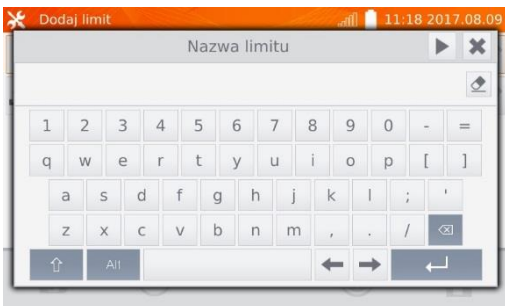 Dodaj limit 11:18 2017.08.09
Nazwa limitu
1 2 3 4 5 6 7 8 9 0 - =
q w e r t y u i o p [ ]
a s d f g h j k l ; '
z x c v b n m , . /
Alt